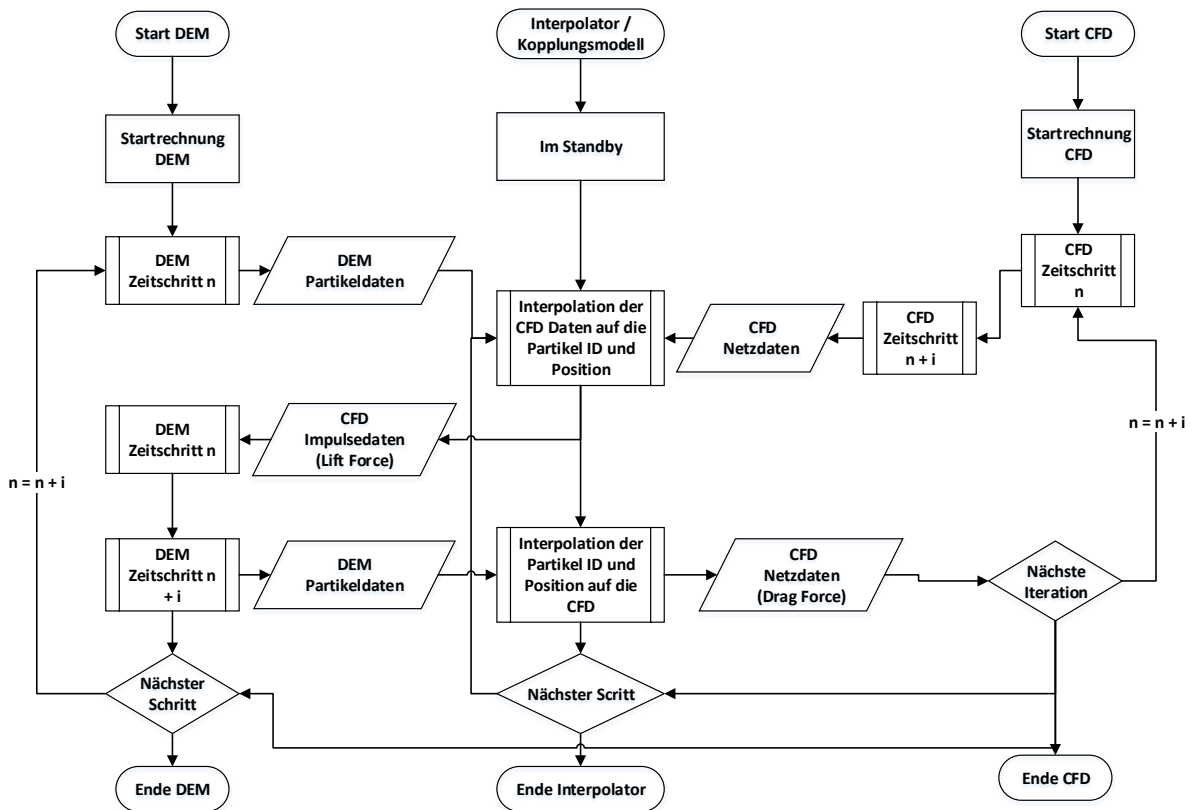 Start DEM
Interpolator /
Kopplungsmodell
Start CFD
Startrechnung
DEM
Im Standby
Startrechnung
CFD
DEM
Zeitschritt n
DEM
Partikeldaten
Interpolation der
CFD Daten auf die
Partikel ID und
Position
CFD
Netzdaten
CFD
Zeitschritt
n + i
CFD
Zeitschritt
n
DEM
Zeitschritt n
CFD
Impulsedaten
(Lift Force)
n = n + i
n = n + i
DEM
Zeitschritt n
+ i
DEM
Partikeldaten
Interpolation der
Partikel ID und
Position auf die
CFD
CFD
Netzdaten
(Drag Force)
Nächste
Iteration
Nächster
Schritt
Nächster Scritt
Ende DEM
Ende Interpolator
Ende CFD